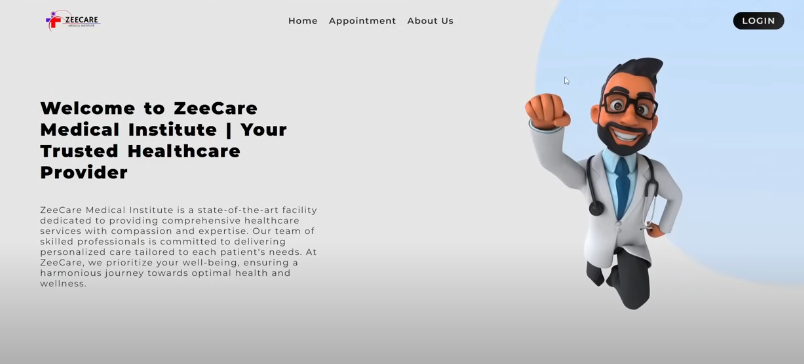 ZEECARE
Home Appointment About Us
LOGIN
Welcome to ZeeCare
Medical Institute | Your
Trusted Healthcare
Provider
ZeeCare Medical Institute is a state-of-the-art facility
dedicated to providing comprehensive healthcare
services with compassion and expertise. Our team of
skilled professionals is committed to delivering
personalized care tailored to each patient's needs. At
ZeeCare, we prioritize your well-being, ensuring a
harmonious journey towards optimal health and
wellness.